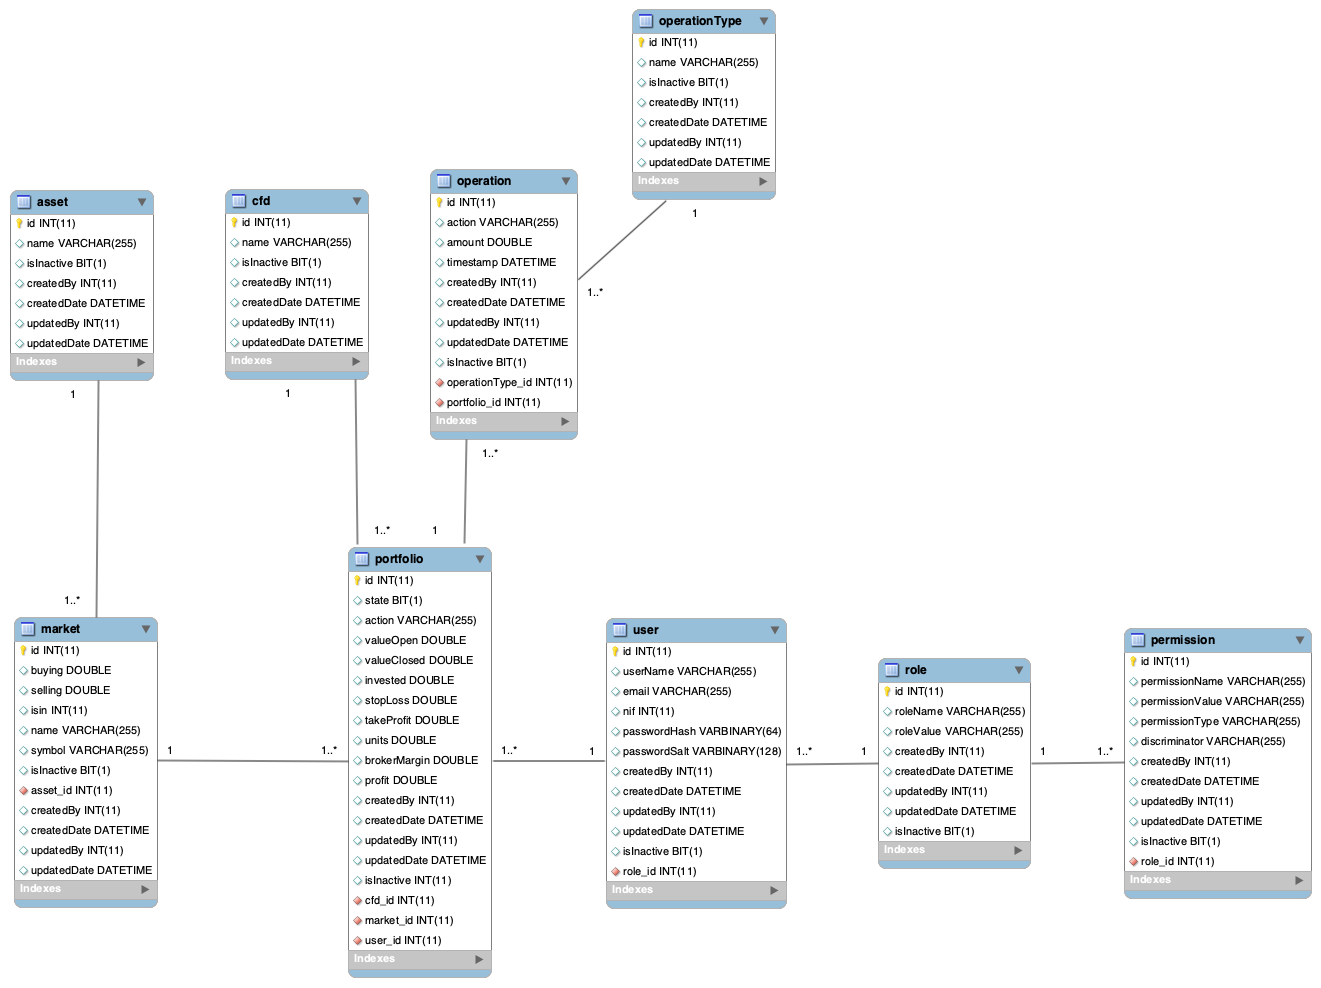 operationType
id INT(11)
name VARCHAR(255)
isInactive BIT(1)
createdBy INT(11)
createdDate DATETIME
updatedBy INT(11)
updatedDate DATETIME
Indexes
1
1..*
operation
id INT(11)
action VARCHAR(255)
amount DOUBLE
timestamp DATETIME
createdBy INT(11)
createdDate DATETIME
updatedBy INT(11)
updatedDate DATETIME
isInactive BIT(1)
operationType_id INT(11)
portfolio_id INT(11)
Indexes
1..*
1
cfd
id INT(11)
name VARCHAR(255)
isInactive BIT(1)
createdBy INT(11)
createdDate DATETIME
updatedBy INT(11)
updatedDate DATETIME
Indexes
1
1..*
asset
id INT(11)
name VARCHAR(255)
isInactive BIT(1)
createdBy INT(11)
createdDate DATETIME
updatedBy INT(11)
updatedDate DATETIME
Indexes
1
1..*
market
id INT(11)
buying DOUBLE
selling DOUBLE
isin INT(11)
name VARCHAR(255)
symbol VARCHAR(255)
isInactive BIT(1)
asset_id INT(11)
createdBy INT(11)
createdDate DATETIME
updatedBy INT(11)
updatedDate DATETIME
Indexes
1
1..*
portfolio
id INT(11)
state BIT(1)
action VARCHAR(255)
valueOpen DOUBLE
valueClosed DOUBLE
invested DOUBLE
stopLoss DOUBLE
takeProfit DOUBLE
units DOUBLE
brokerMargin DOUBLE
profit DOUBLE
createdBy INT(11)
createdDate DATETIME
updatedBy INT(11)
updatedDate DATETIME
isInactive INT(11)
cfd_id INT(11)
market_id INT(11)
user_id INT(11)
Indexes
1..*
1
user
id INT(11)
userName VARCHAR(255)
email VARCHAR(255)
nif INT(11)
passwordHash VARBINARY(64)
passwordSalt VARBINARY(128)
createdBy INT(11)
createdDate DATETIME
updatedBy INT(11)
updatedDate DATETIME
isInactive BIT(1)
role_id INT(11)
Indexes
1..*
1
role
id INT(11)
roleName VARCHAR(255)
roleValue VARCHAR(255)
createdBy INT(11)
createdDate DATETIME
updatedBy INT(11)
updatedDate DATETIME
isInactive BIT(1)
Indexes
1
1..*
permission
id INT(11)
permissionName VARCHAR(255)
permissionValue VARCHAR(255)
permissionType VARCHAR(255)
discriminator VARCHAR(255)
createdBy INT(11)
createdDate DATETIME
updatedBy INT(11)
updatedDate DATETIME
isInactive BIT(1)
role_id INT(11)
Indexes